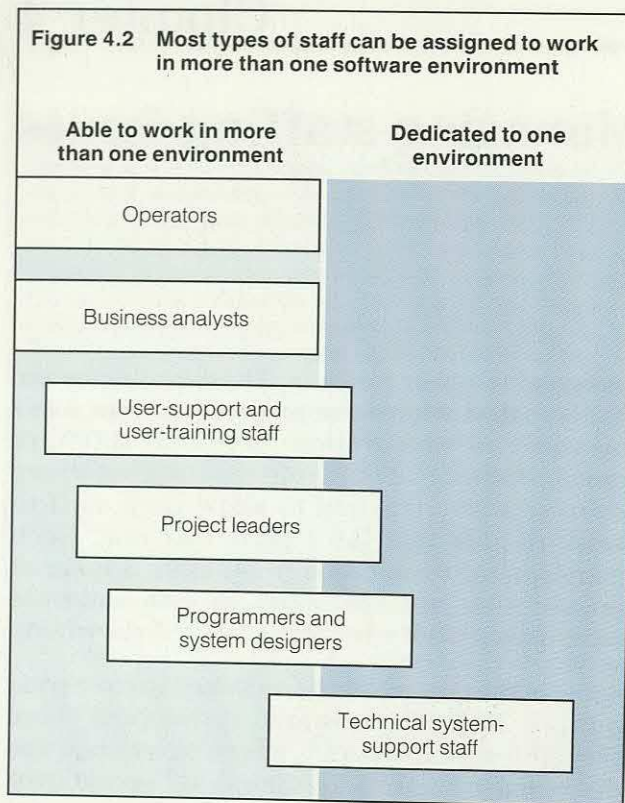 Figure 4.2 Most types of staff can be assigned to work
in more than one software environment
Able to work in more
than one environment
Dedicated to one
environment
Operators
Business analysts
User-support and
user-training staff
Project leaders
Programmers and
system designers
Technical system-
support staff